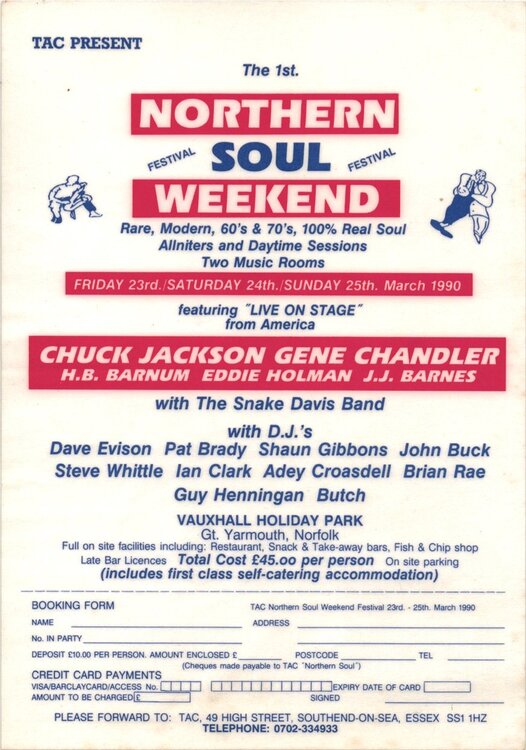 TAC PRESENT
The 1st.
NORTHERN
FESTIVAL SOUL FESTIVAL
WEEKEND
Rare, Modern, 60's & 70's, 100% Real Soul
Allniters and Daytime Sessions
Two Music Rooms
FRIDAY 23rd./SATURDAY 24th./SUNDAY 25th. March 1990
featuring "LIVE ON STAGE"
from America
CHUCK JACKSON GENE CHANDLER
H.B. BARNUM EDDIE HOLMAN J.J. BARNES
with The Snake Davis Band
with D.J.'s
Dave Evison Pat Brady Shaun Gibbons John Buck
Steve Whittle Ian Clark Adey Croasdell Brian Rae
Guy Henningan Butch
VAUXHALL HOLIDAY PARK
Gt. Yarmouth, Norfolk
Full on site facilities including: Restaurant, Snack & Take-away bars, Fish & Chip shop
Late Bar Licences Total Cost £45.oo per person On site parking
(includes first class self-catering accommodation)
BOOKING FORM TAC Northern Soul Weekend Festival 23rd. - 25th. March 1990
NAME ADDRESS
No. IN PARTY
DEPOSIT £10.00 PER PERSON. AMOUNT ENCLOSED £ POSTCODE TEL
(Cheques made payable to TAC "Northern Soul")
CREDIT CARD PAYMENTS
VISA/BARCLAYCARD/ACCESS No. EXPIRY DATE OF CARD
AMOUNT TO BE CHARGED £ SIGNED
PLEASE FORWARD TO: TAC, 49 HIGH STREET, SOUTHEND-ON-SEA, ESSEX SS1 1HZ
TELEPHONE: 0702-334933